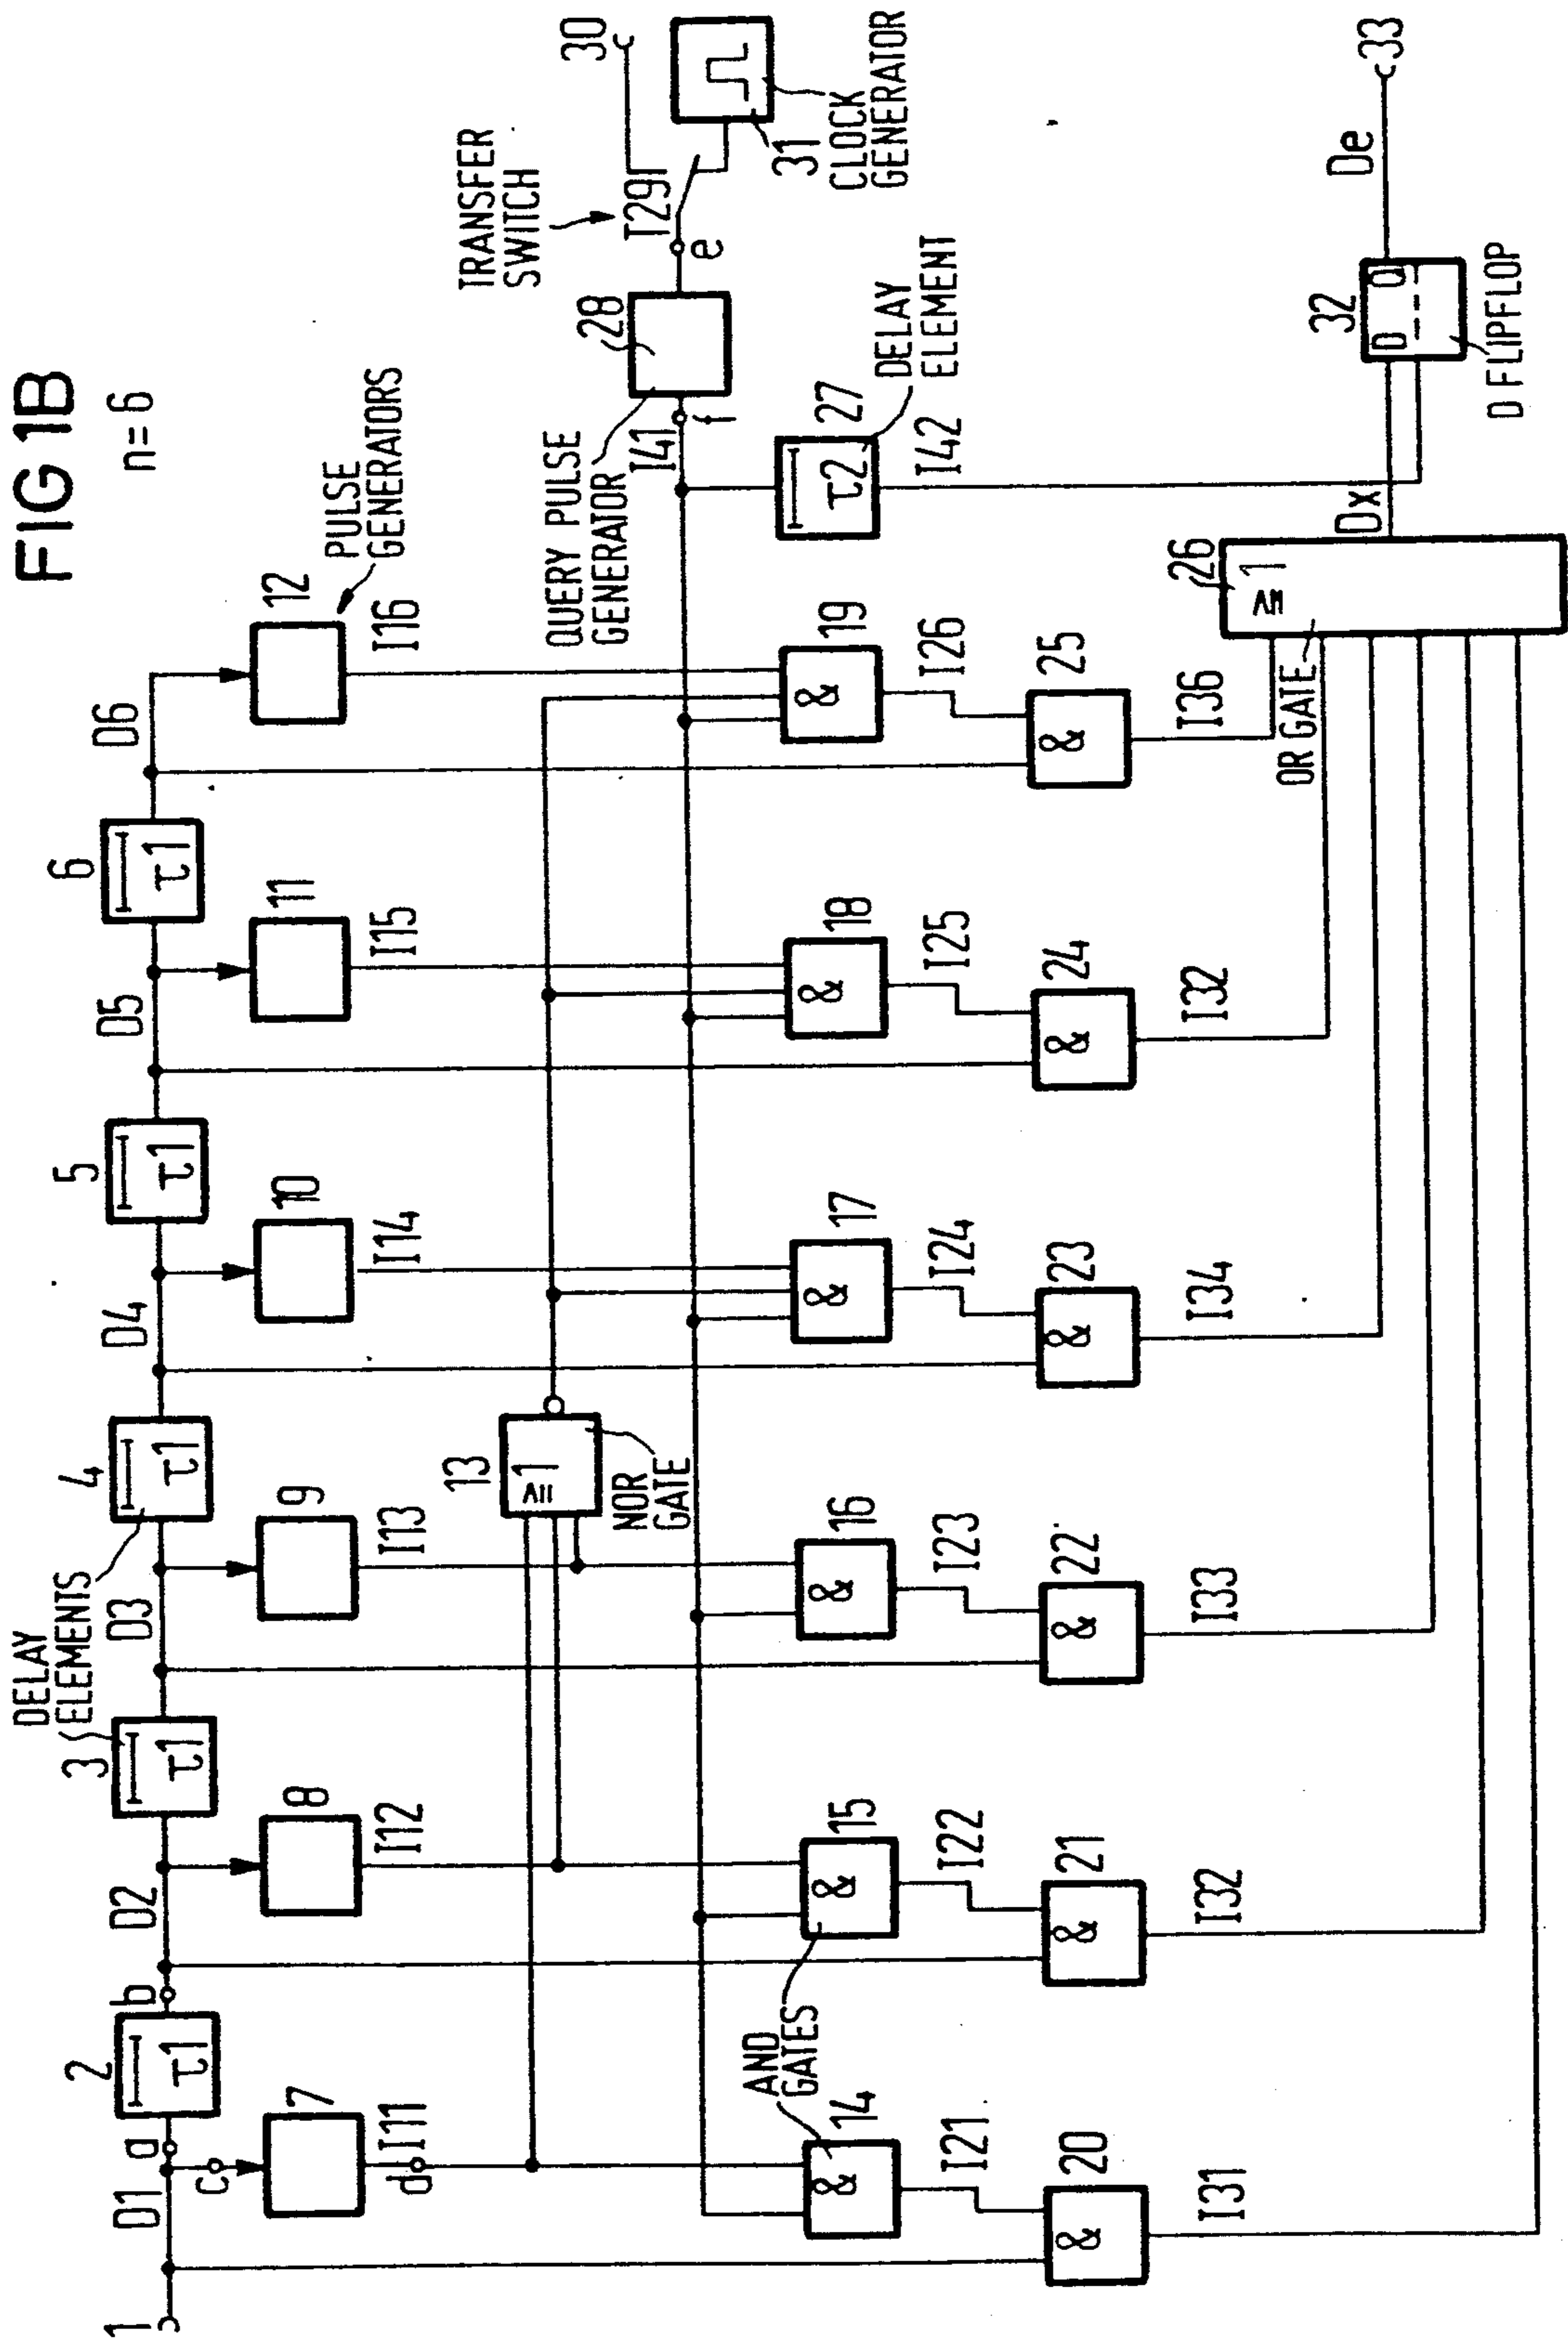 FIG 1B
n=6
1
D1
a
2
τ1
b
D2
3
τ1
DELAY
ELEMENTS
D3
4
τ1
D4
5
τ1
D5
6
τ1
D6
c
7
d
I11
8
I12
9
I13
10
I14
11
I15
12
I16
PULSE
GENERATORS
13
≥1
NOR
GATE
TRANSFER
SWITCH
30
I29
e
31
CLOCK
GENERATOR
28
QUERY PULSE
GENERATOR
I41
f
27
τ2
DELAY
ELEMENT
I42
AND
GATES
14
&
I21
15
&
I22
16
&
I23
17
&
I24
18
&
I25
19
&
I26
20
&
I31
21
&
I32
22
&
I33
23
&
I34
24
&
I32
25
&
I36
OR GATE
26
≥1
Dx
32
D
Q
D FLIPFLOP
De
33